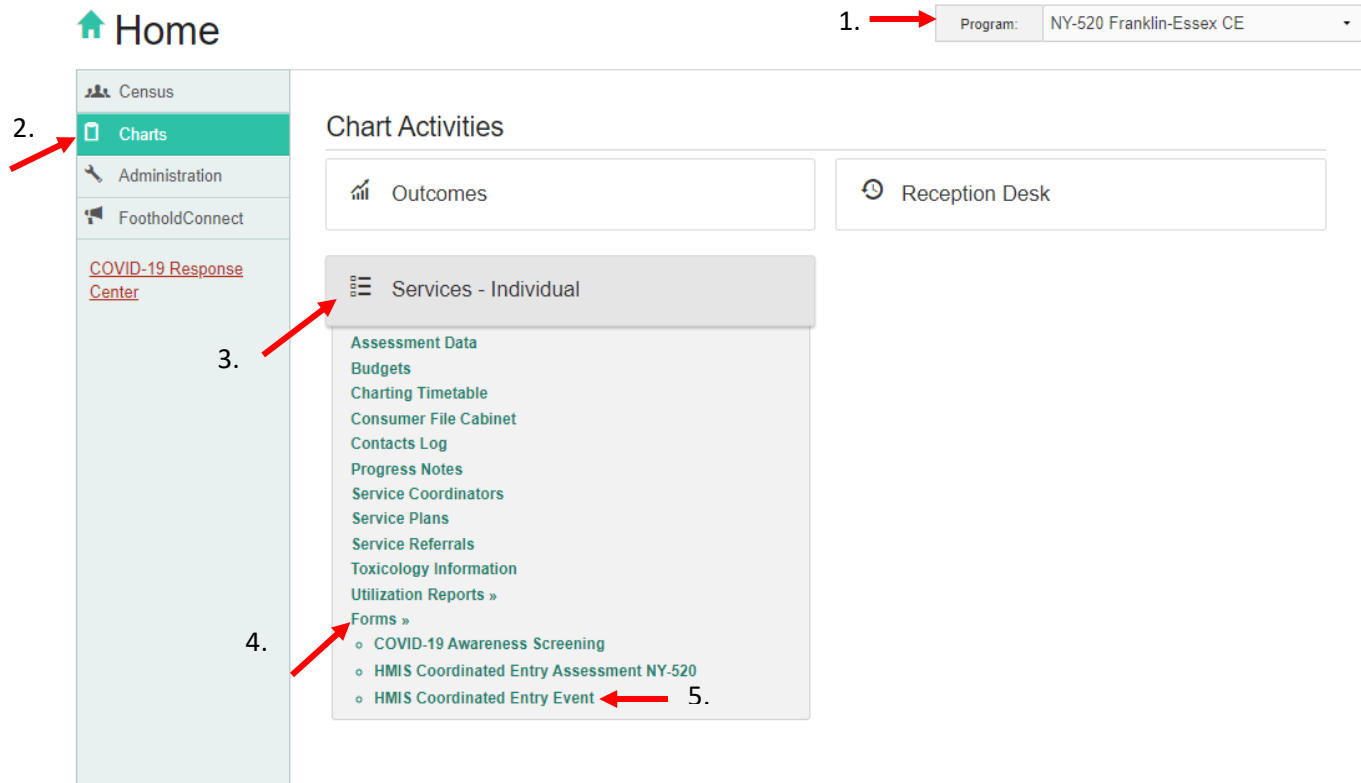 Home
1.
Program: NY-520 Franklin-Essex CE
Census
2.
Charts
Administration
FootholdConnect
COVID-19 Response
Center
Chart Activities
Outcomes
Reception Desk
3.
Services - Individual
Assessment Data
Budgets
Charting Timetable
Consumer File Cabinet
Contacts Log
Progress Notes
Service Coordinators
Service Plans
Service Referrals
Toxicology Information
Utilization Reports »
4.
Forms »
COVID-19 Awareness Screening
HMIS Coordinated Entry Assessment NY-520
HMIS Coordinated Entry Event
5.